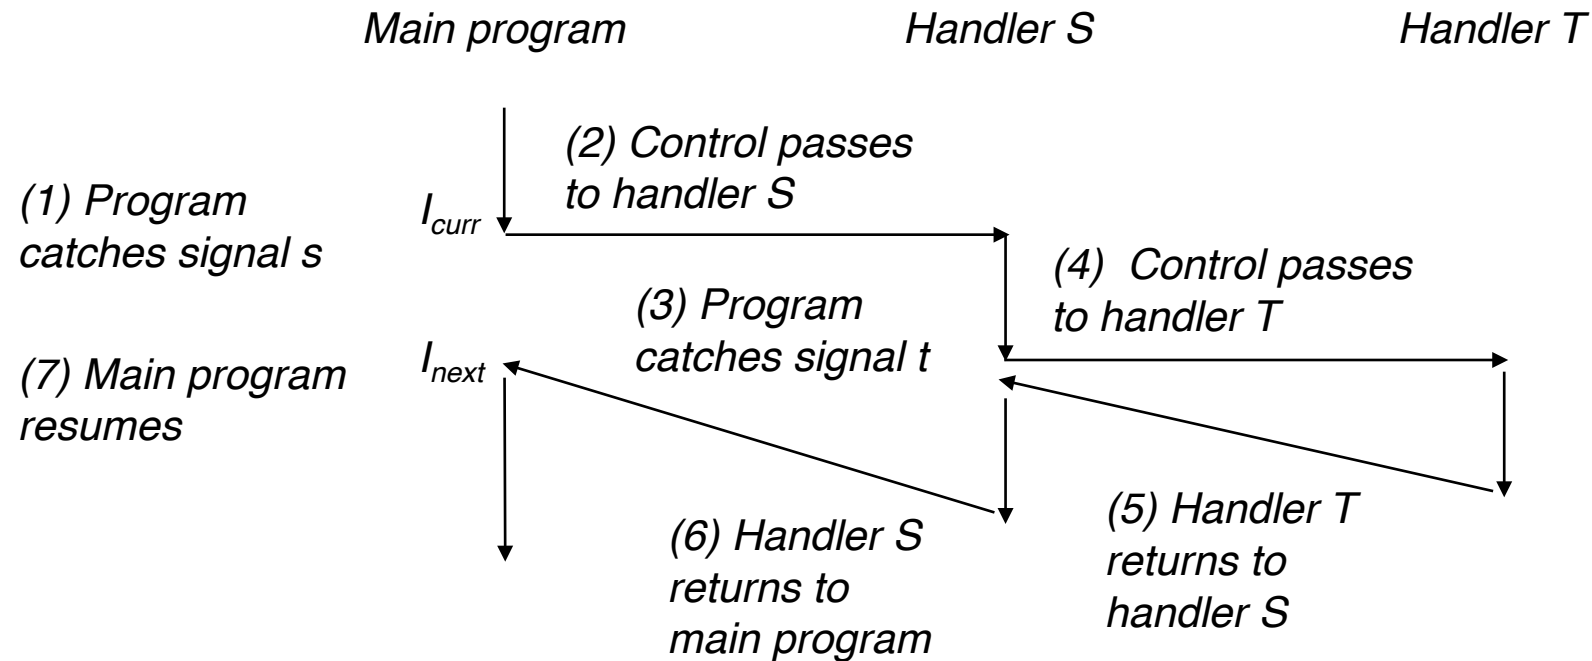 Main program
Handler S
Handler T
(1) Program
catches signal s
I_curr
(2) Control passes
to handler S
(3) Program
catches signal t
(4) Control passes
to handler T
(7) Main program
resumes
I_next
(6) Handler S
returns to
main program
(5) Handler T
returns to
handler S